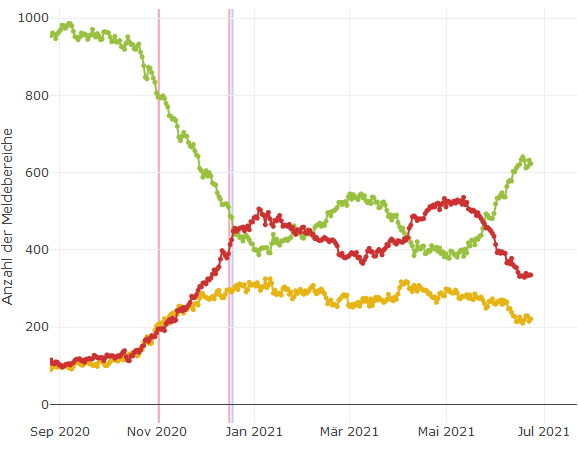 1000
800
600
400
200
0
Anzahl der Meldebereiche
Sep 2020
Nov 2020
Jan 2021
Mär 2021
Mai 2021
Jul 2021